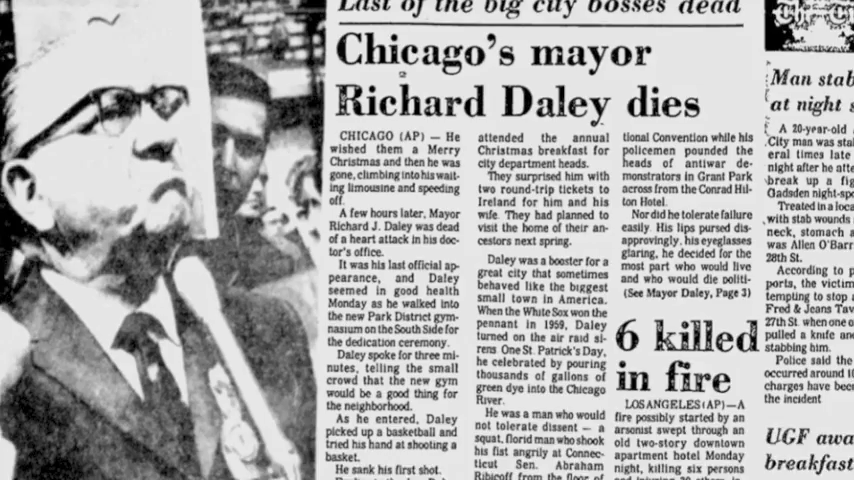 Last of the big city bosses dead
Chicago's mayor
Richard Daley dies
CHICAGO (AP) — He
wished them a Merry
Christmas and then he was
gone, climbing into his wait-
ing limousine and speeding
off.
A few hours later, Mayor
Richard J. Daley was dead
of a heart attack in his doc-
tor's office.
It was his last official ap-
pearance, and Daley
seemed in good health
Monday as he walked into
the new Park District gym-
nasium on the South Side for
the dedication ceremony.
Daley spoke for three mi-
nutes, telling the small
crowd that the new gym
would be a good thing for
the neighborhood.
As he entered, Daley
picked up a basketball and
tried his hand at shooting a
basket.
He sank his first shot.
attended the annual
Christmas breakfast for
city department heads.
They surprised him with
two round-trip tickets to
Ireland for him and his
wife. They had planned to
visit the home of their an-
cestors next spring.
Daley was a booster for a
great city that sometimes
behaved like the biggest
small town in America.
When the White Sox won the
pennant in 1959, Daley
turned on the air raid si-
rens One St. Patrick's Day,
he celebrated by pouring
thousands of gallons of
green dye into the Chicago
River.
He was a man who would
not tolerate dissent — a
squat, florid man who shook
his fist angrily at Connec-
ticut Sen. Abraham
Ribicoff from the floor of
tional Convention while his
policemen pounded the
heads of antiwar de-
monstrators in Grant Park
across from the Conrad Hil-
ton Hotel.
Nor did he tolerate failure
easily. His lips pursed dis-
approvingly, his eyeglasses
glaring, he decided for the
most part who would live
and who would die politi-
(See Mayor Daley, Page 3)
6 killed
in fire
LOS ANGELES (AP)—A
fire possibly started by an
arsonist swept through an
old two-story downtown
apartment hotel Monday
night, killing six persons
Man stab
at night s
A 20-year-old
City man was sta
eral times late
night after he atte
break up a fig
Gadsden night-spo
Treated in a loca
with stab wounds
neck, stomach a
was Allen O'Barr
28th St.
According to p
ports, the victim
tempting to stop a
Fred & Jeans Tav
27th St. when one o
pulled a knife and
stabbing him.
Police said the
occurred around 10
charges have bee
the incident
UGF awa
breakfast